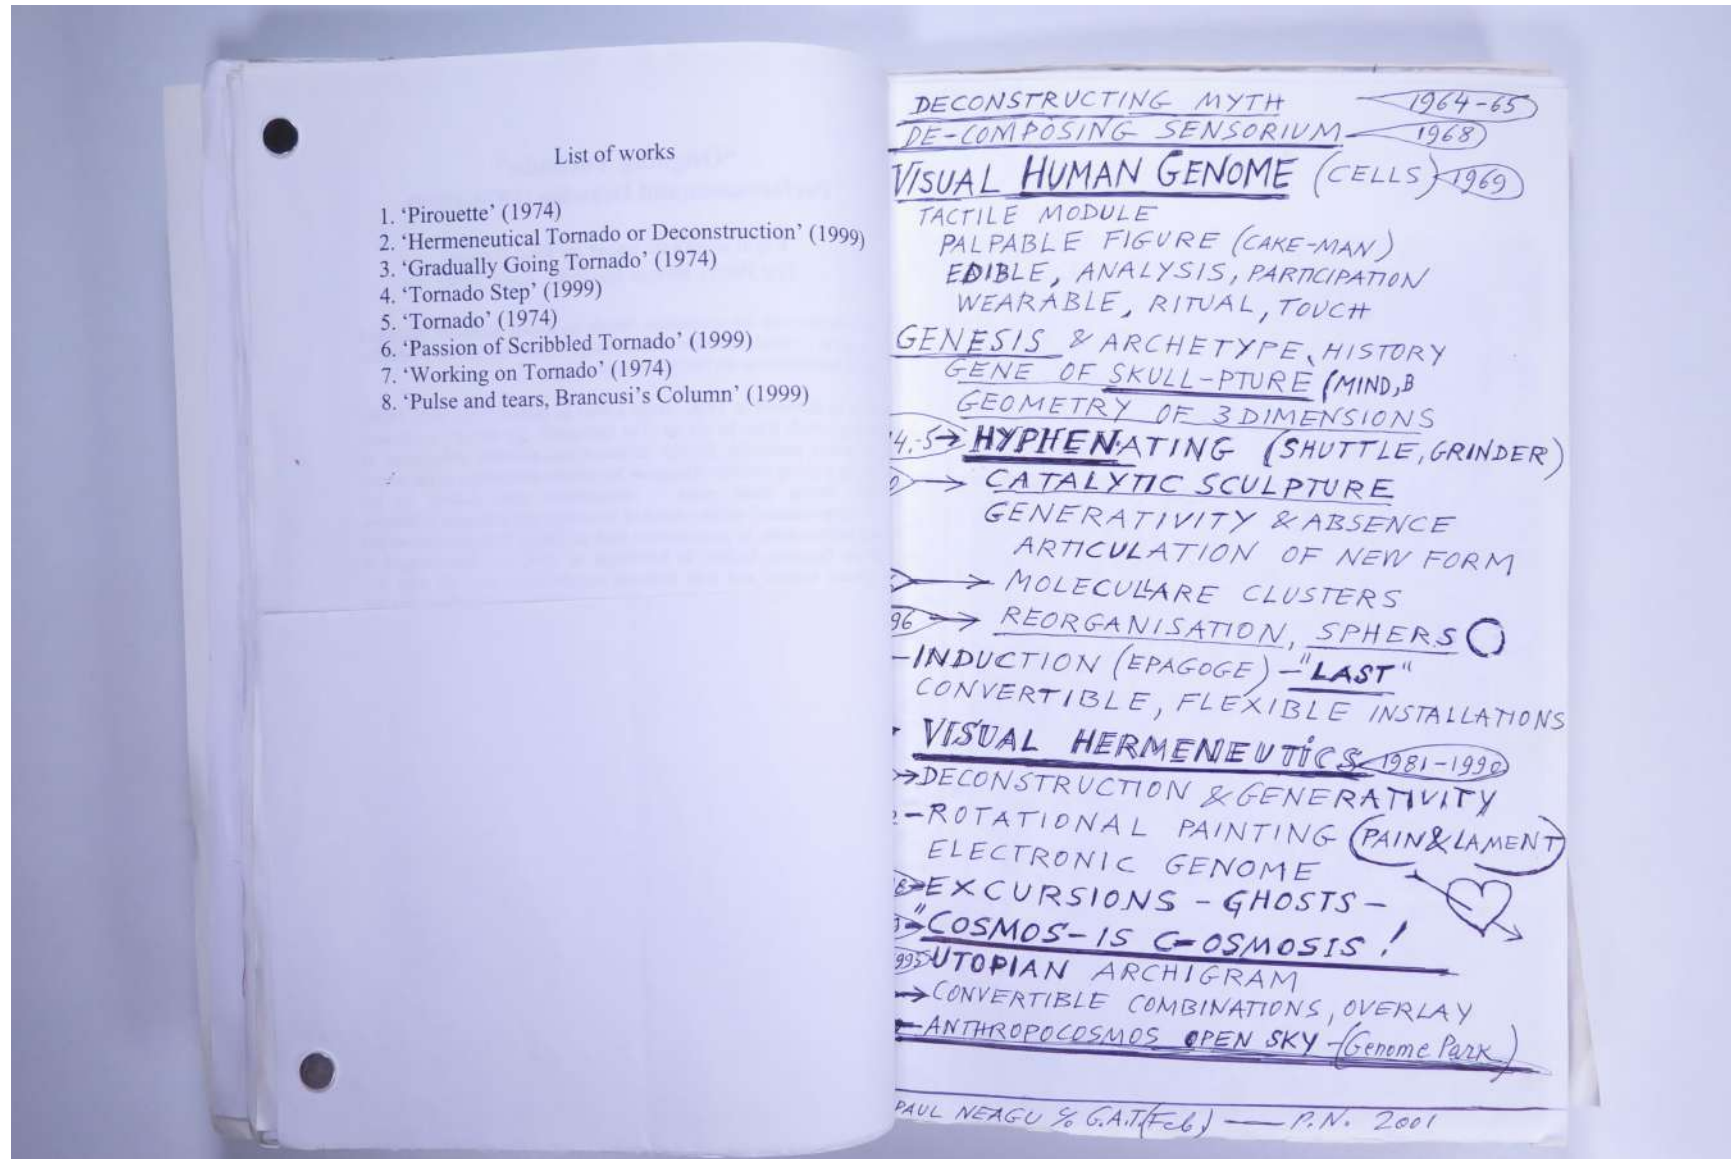 List of works
1. ‘Pirouette’ (1974)
2. ‘Hermeneutical Tornado or Deconstruction’ (1999)
3. ‘Gradually Going Tornado’ (1974)
4. ‘Tornado Step’ (1999)
5. ‘Tornado’ (1974)
6. ‘Passion of Scribbled Tornado’ (1999)
7. ‘Working on Tornado’ (1974)
8. ‘Pulse and tears, Brancusi’s Column’ (1999)
DECONSTRUCTING MYTH 1964-65
DE-COMPOSING SENSORIUM 1968
VISUAL HUMAN GENOME (CELLS) 1969
TACTILE MODULE
PALPABLE FIGURE (CAKE-MAN)
EDIBLE, ANALYSIS, PARTICIPATION
WEARABLE, RITUAL, TOUCH
GENESIS & ARCHETYPE, HISTORY
GENE OF SKULL-PTURE (MIND,B
GEOMETRY OF 3 DIMENSIONS
4,-5→ HYPHENATING (SHUTTLE, GRINDER)
→ CATALYTIC SCULPTURE
GENERATIVITY & ABSENCE
ARTICULATION OF NEW FORM
→ MOLECULLARE CLUSTERS
96 → REORGANISATION, SPHERS
-INDUCTION (EPAGOGE) - "LAST"
CONVERTIBLE, FLEXIBLE INSTALLATIONS
VISUAL HERMENEUTICS 1981-1990
→DECONSTRUCTION & GENERATIVITY
-ROTATIONAL PAINTING (PAIN&LAMENT)
ELECTRONIC GENOME
EXCURSIONS - GHOSTS -
"COSMOS-IS C-OSMOSIS!
995 UTOPIAN ARCHIGRAM
→CONVERTIBLE COMBINATIONS, OVERLAY
ANTHROPOCOSMOS OPEN SKY -(Genome Park)
PAUL NEAGU % G.A.T.(Feb) — P.N. 2001